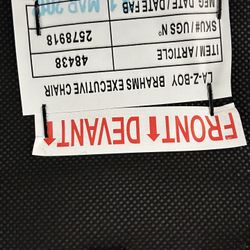 LA-Z-BOY BRAHMS EXECUTIVE CHAIR
ITEM / ARTICLE
48438
SKU# / UGS N°
2578918
MFG DATE / DATE FAB
FRONT↑DEVANT↑